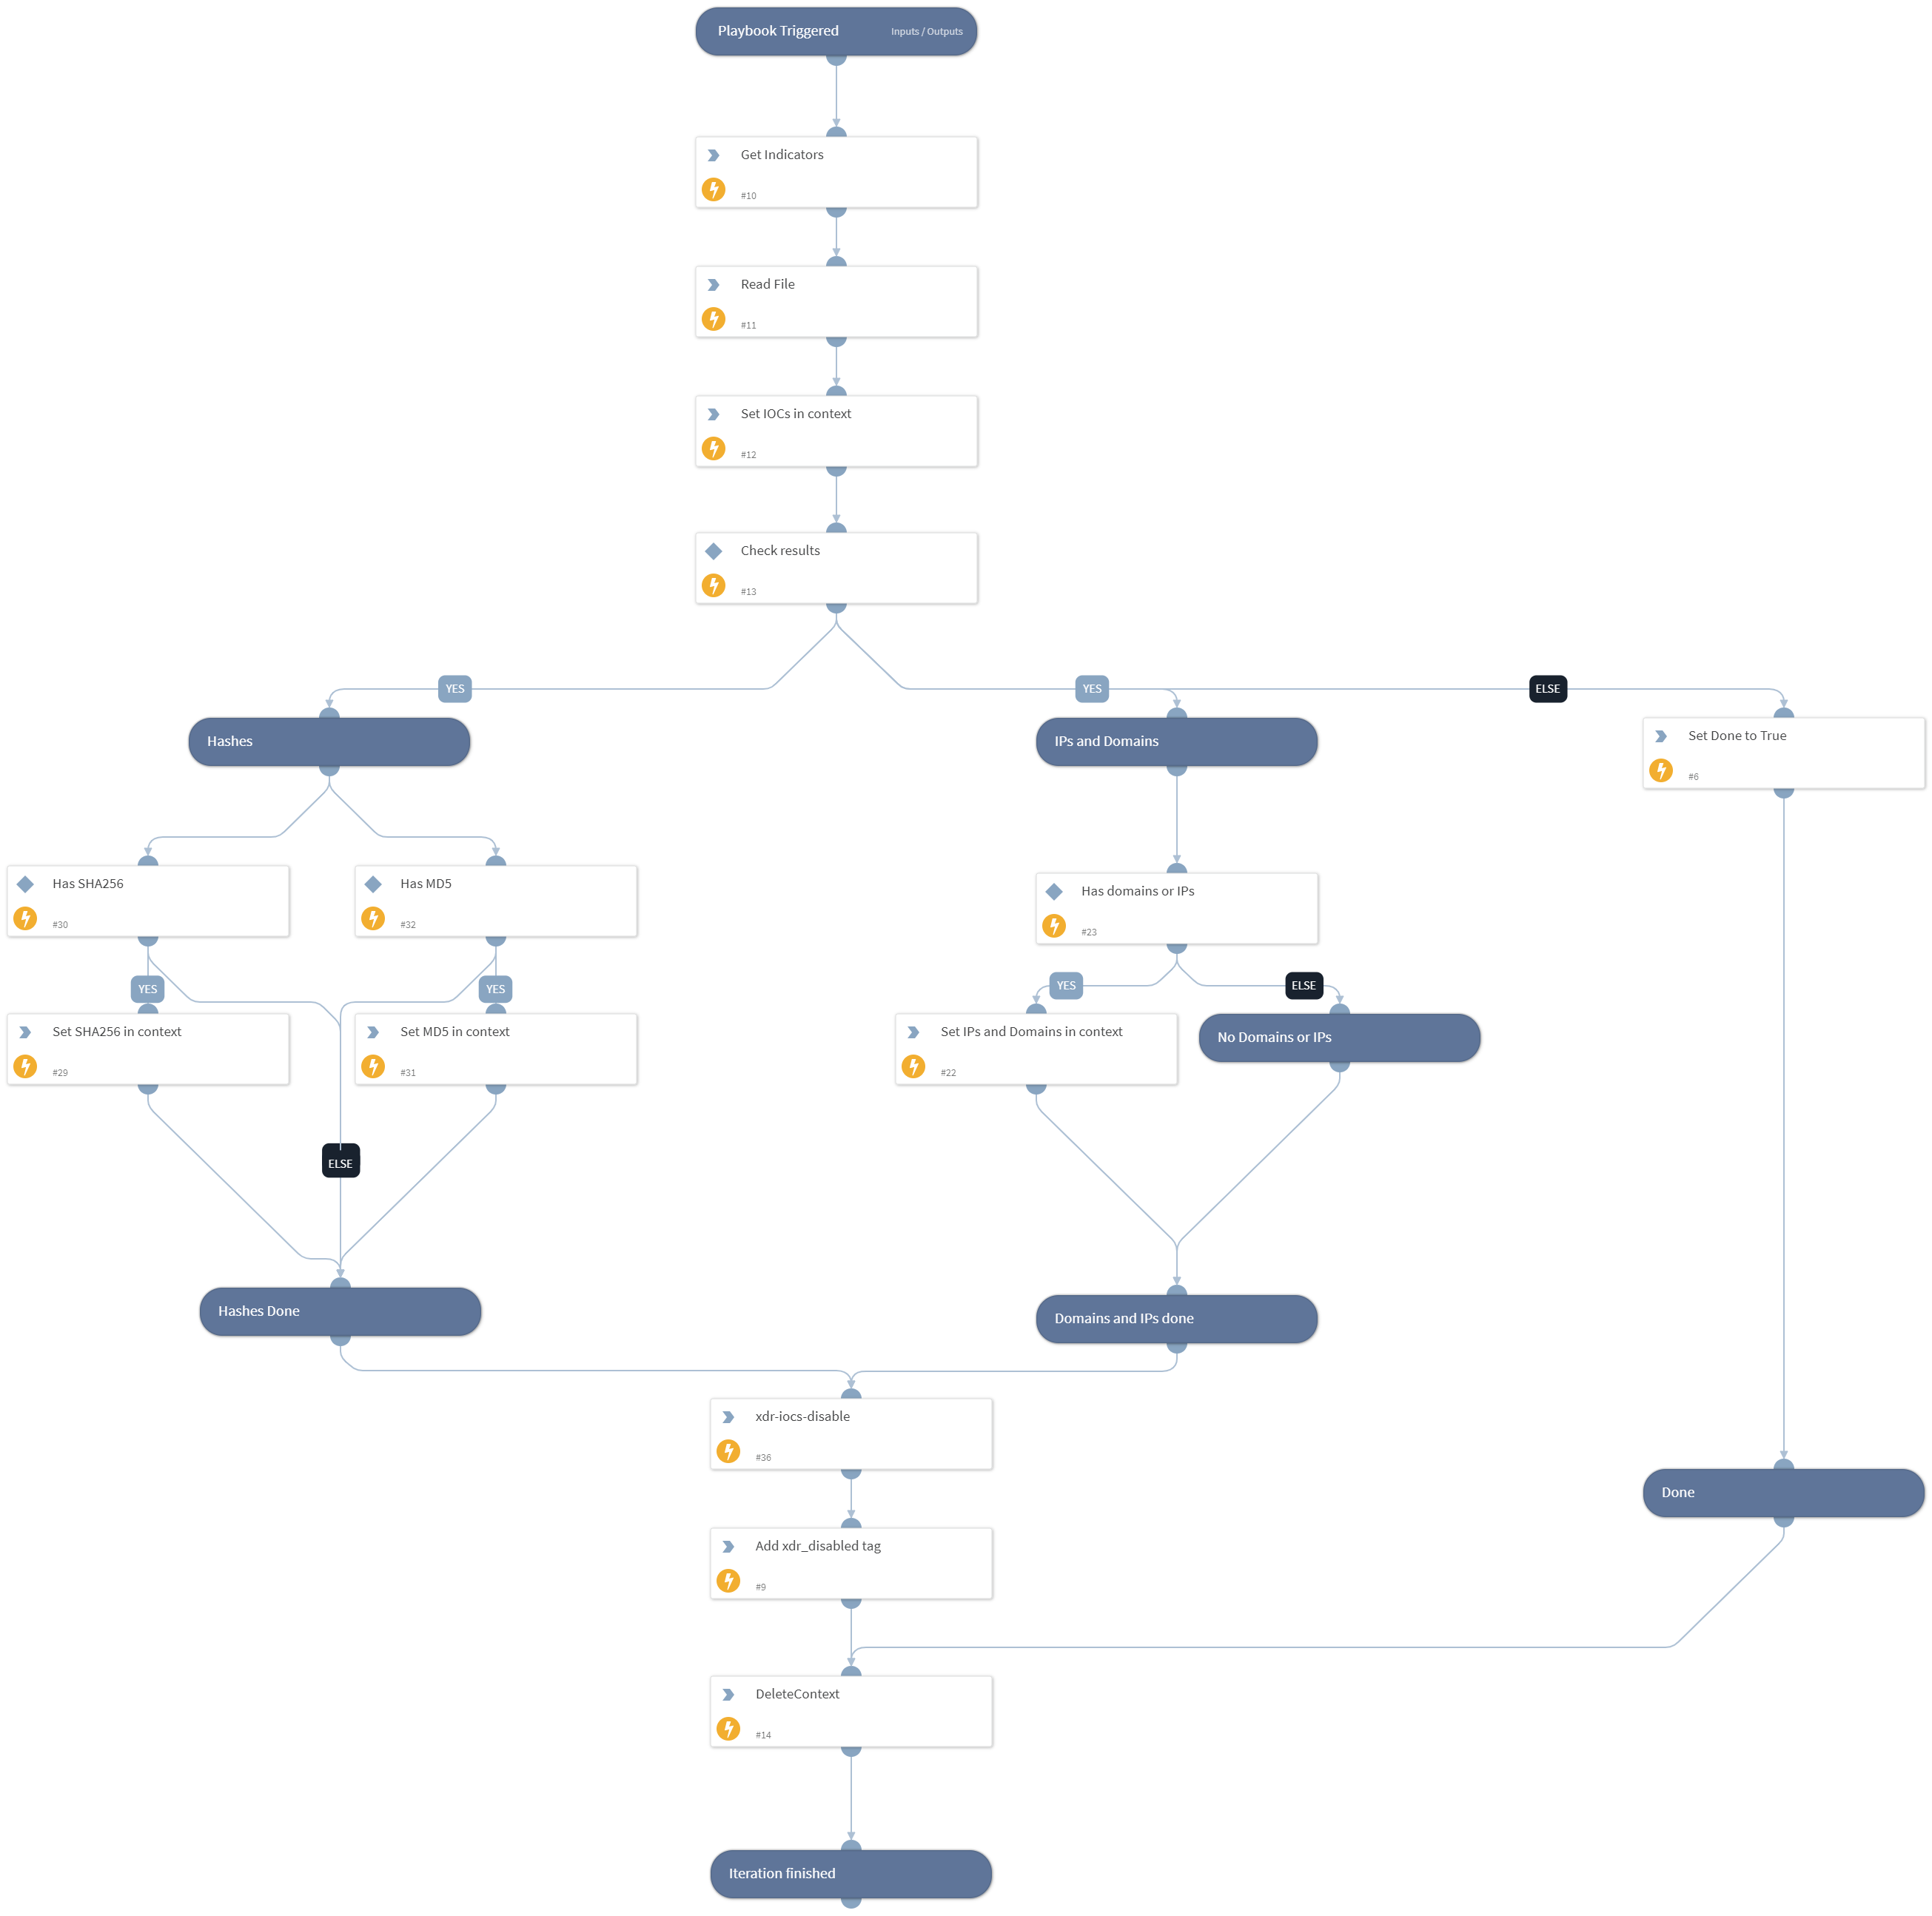 Playbook Triggered
Inputs / Outputs
Get Indicators
#10
Read File
#11
Set IOCs in context
#12
Check results
#13
YES
YES
ELSE
Hashes
IPs and Domains
Set Done to True
#6
Has SHA256
#30
Has MD5
#32
Has domains or IPs
#23
YES
YES
YES
ELSE
Set SHA256 in context
#29
Set MD5 in context
#31
Set IPs and Domains in context
#22
No Domains or IPs
ELSE
Hashes Done
Domains and IPs done
xdr-iocs-disable
#36
Done
Add xdr_disabled tag
#9
DeleteContext
#14
Iteration finished